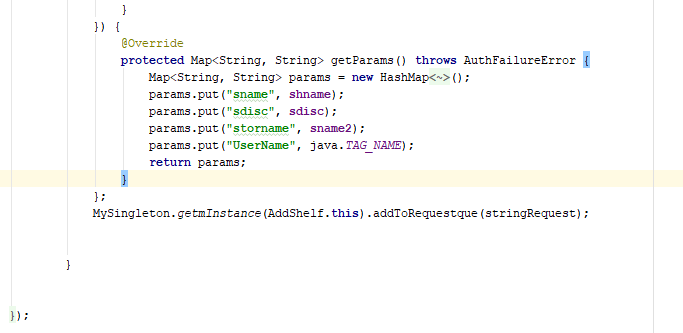 }
}) {
@Override
protected Map<String, String> getParams() throws AuthFailureError {
Map<String, String> params = new HashMap<~>();
params.put("sname", shname);
params.put("sdisc", sdisc);
params.put("storname", sname2);
params.put("UserName", java.TAG_NAME);
return params;
}
};
MySingleton.getmInstance(AddShelf.this).addToRequestque(stringRequest);
}
});